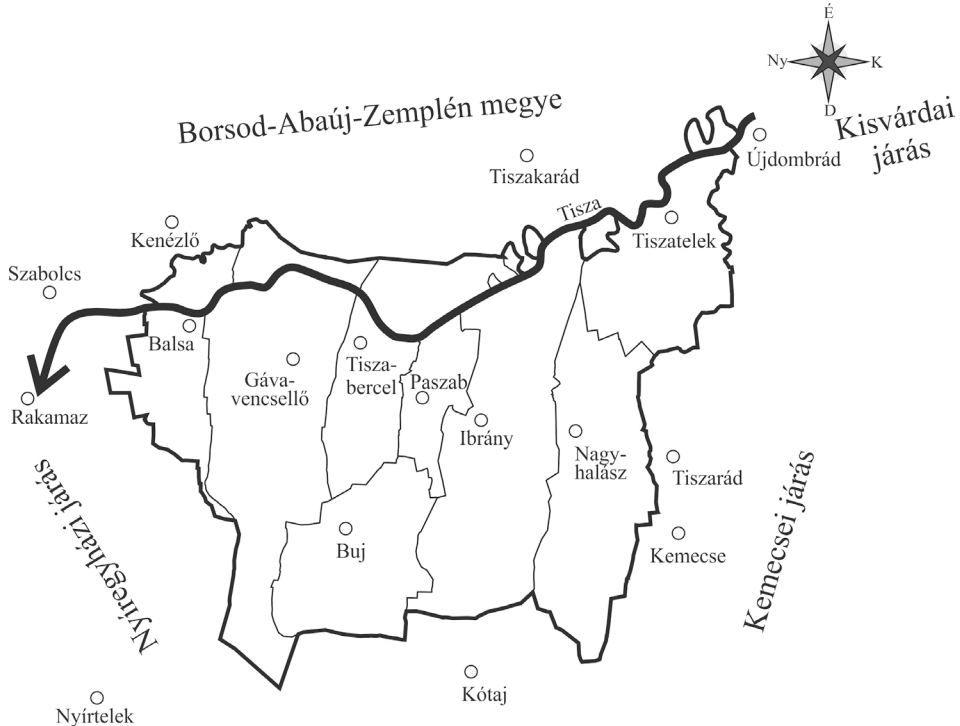 É
Ny
K
D
Borsod-Abaúj-Zemplén megye
Kisvárdai
járás
Újdombrád
Tiszakarád
Tisza
Tiszatelek
Kenézlő
Szabolcs
Balsa
Gáva-
vencsellő
Tisza-
bercel
Paszab
Ibrány
Nagy-
halász
Rakamaz
Tiszarád
Kemecse
Buj
Nyíregyházi járás
Kemecsei járás
Kótaj
Nyírtelek